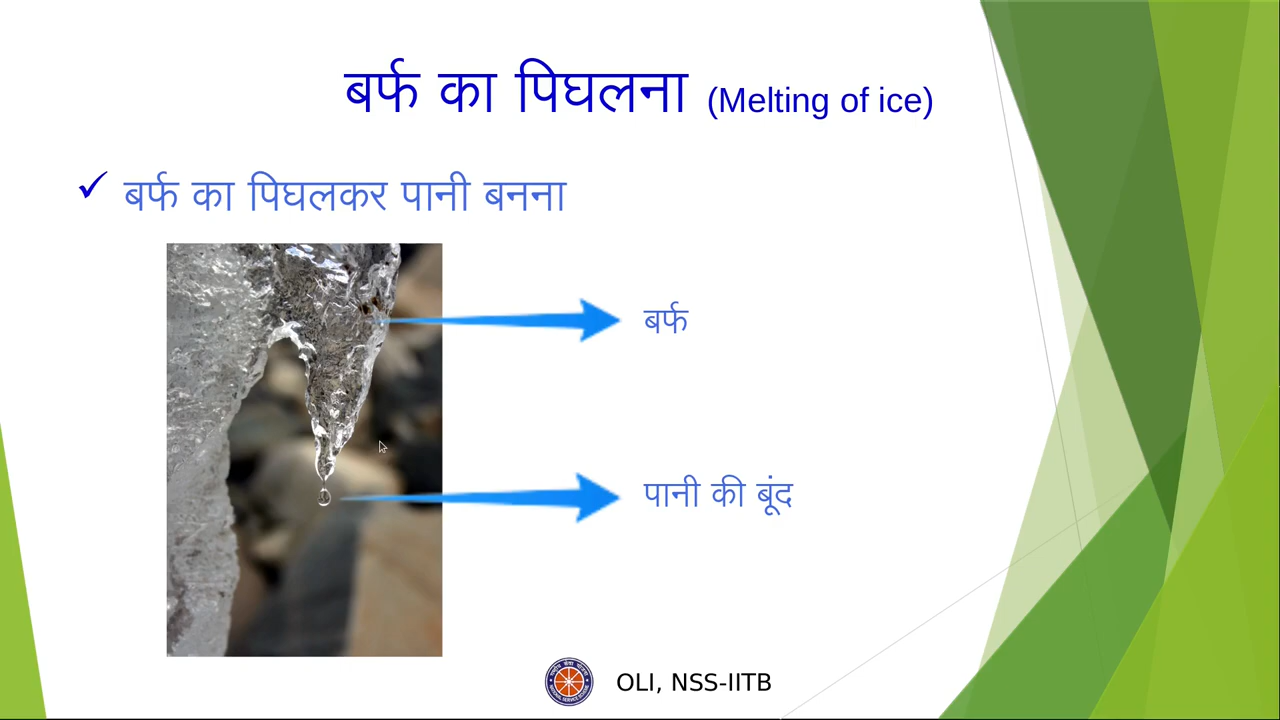 बर्फ का पिघलना (Melting of ice)
✓ बर्फ का पिघलकर पानी बनना
बर्फ
पानी की बूंद
OLI, NSS-IITB